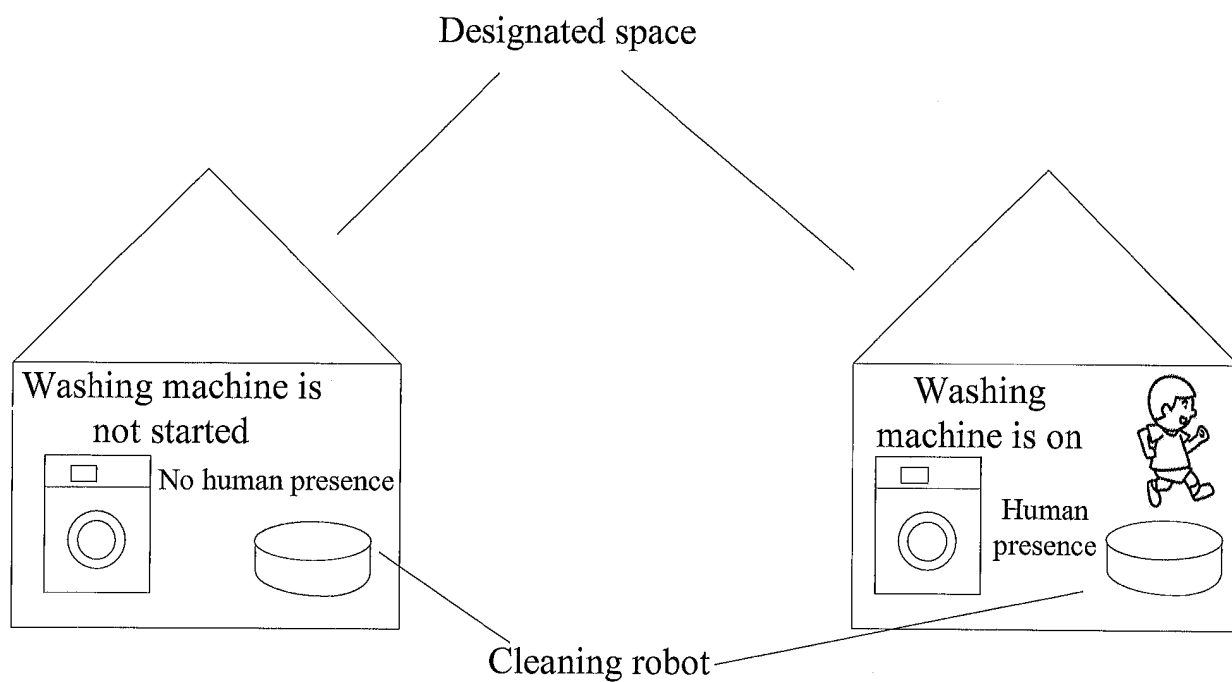 Designated space
Washing machine is
not started
No human presence
Washing
machine is on
Human
presence
Cleaning robot